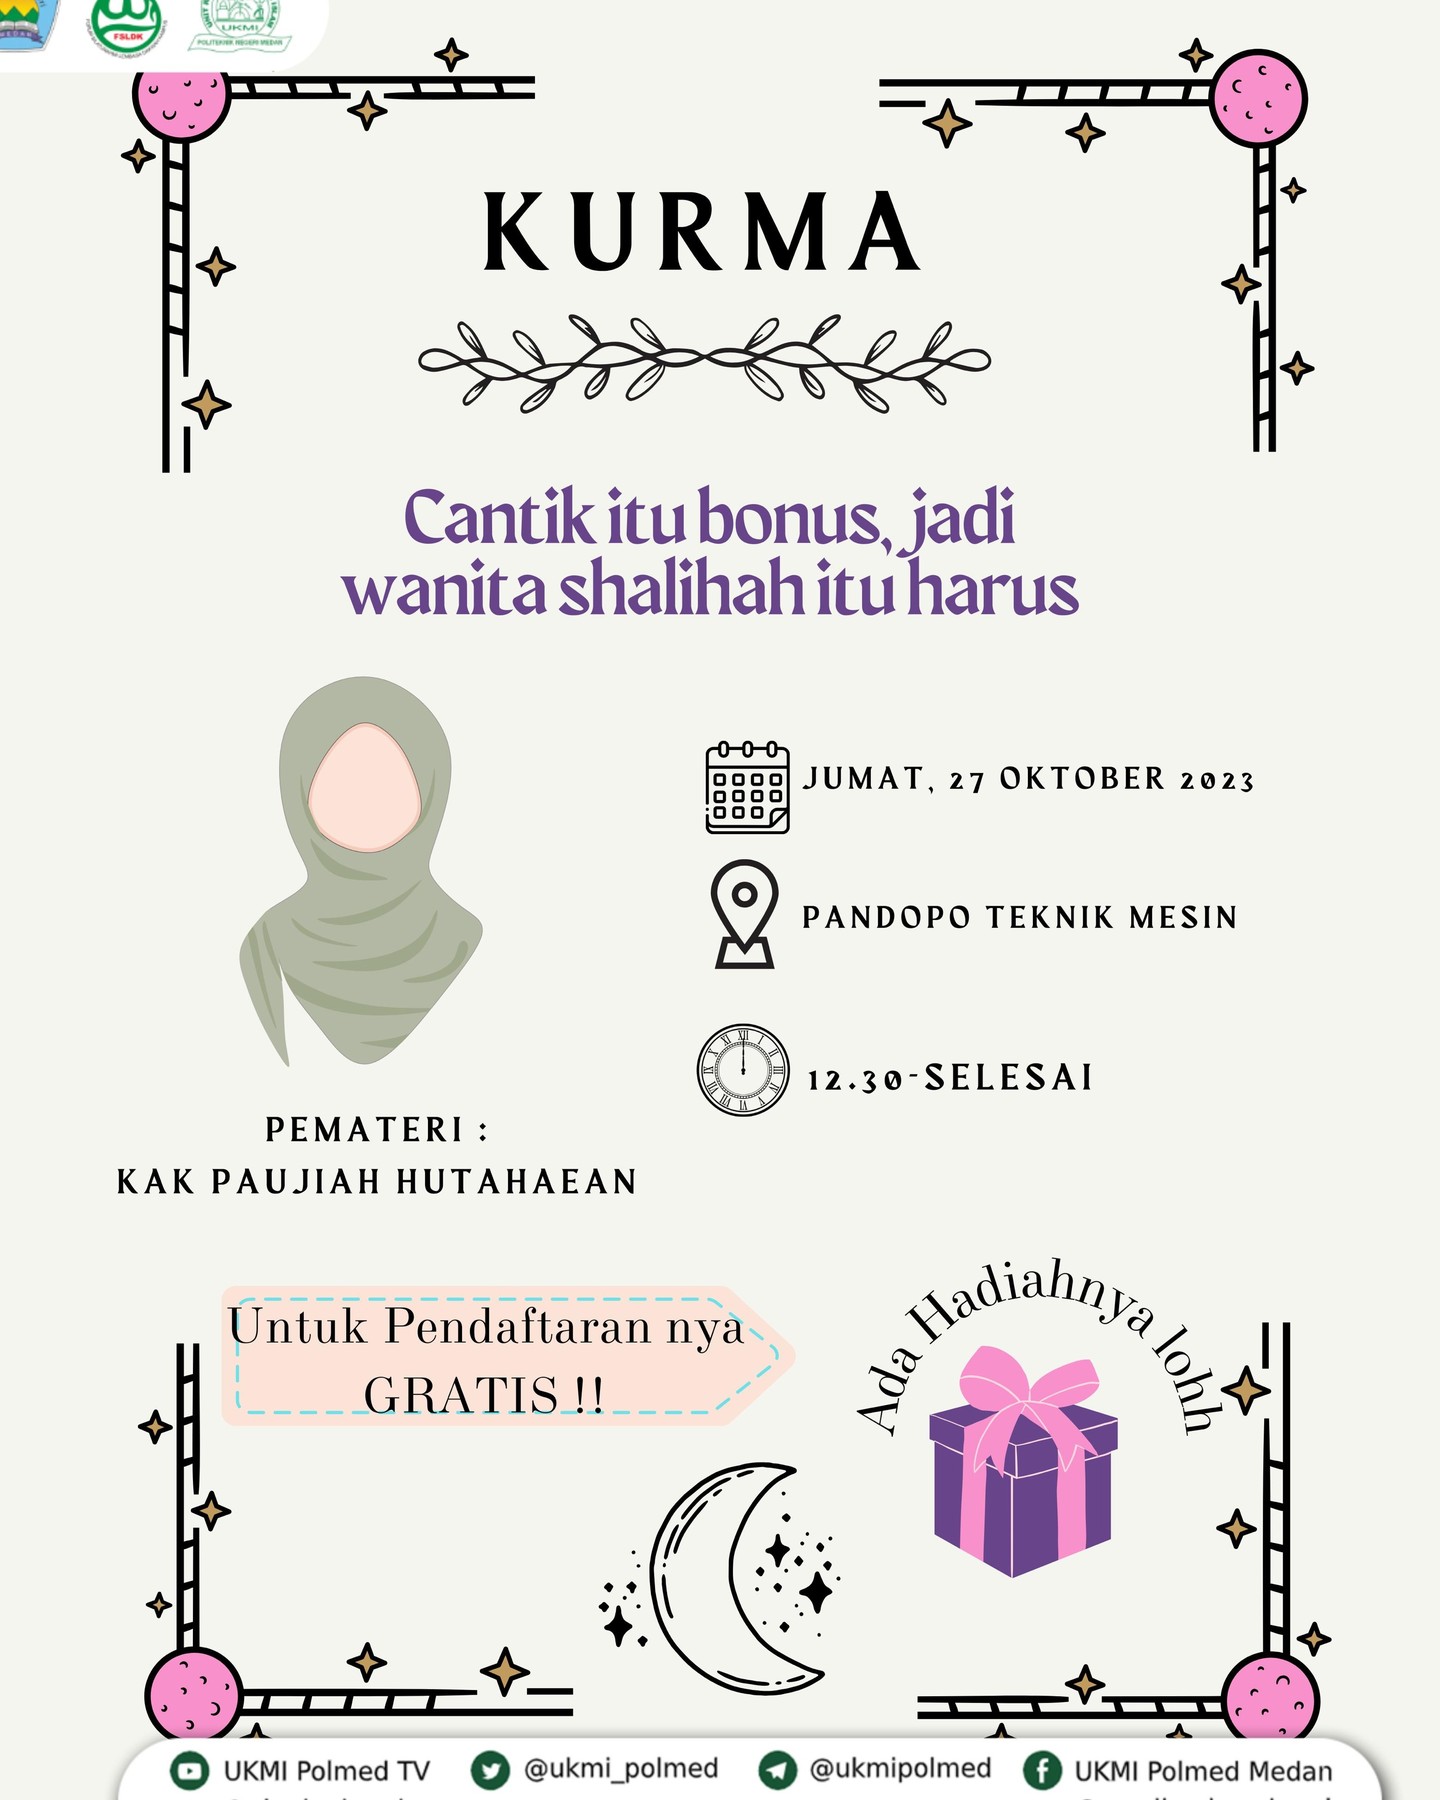 FSLDK
UKMI
POLITEKNIK NEGERI MEDAN
KURMA
Cantik itu bonus, jadi
wanita shalihah itu harus
JUMAT, 27 OKTOBER 2023
PANDOPO TEKNIK MESIN
12.30-SELESAI
PEMATERI :
KAK PAUJIAH HUTAHAEAN
Untuk Pendaftaran nya
GRATIS !!
Ada Hadiahnya lohh
UKMI Polmed TV
@ukmi_polmed
@ukmipolmed
UKMI Polmed Medan